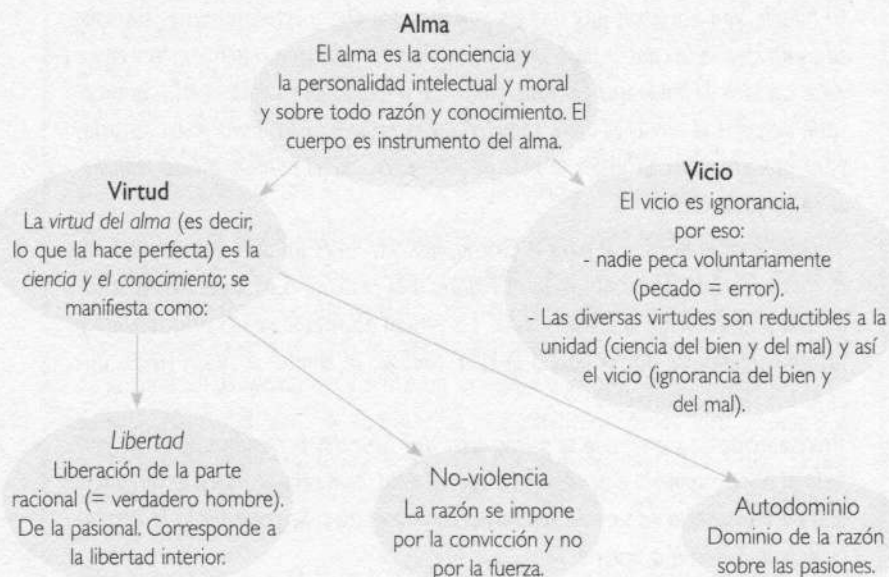 Alma
El alma es la conciencia y
la personalidad intelectual y moral
y sobre todo razón y conocimiento. El
cuerpo es instrumento del alma.
Virtud
La virtud del alma (es decir,
lo que la hace perfecta) es la
ciencia y el conocimiento; se
manifiesta como:
Vicio
El vicio es ignorancia,
por eso:
- nadie peca voluntariamente
(pecado = error).
- Las diversas virtudes son reductibles a la
unidad (ciencia del bien y del mal) y así
el vicio (ignorancia del bien y
del mal).
Libertad
Liberación de la parte
racional (= verdadero hombre).
De la pasional. Corresponde a
la libertad interior.
No-violencia
La razón se impone
por la convicción y no
por la fuerza.
Autodominio
Dominio de la razón
sobre las pasiones.